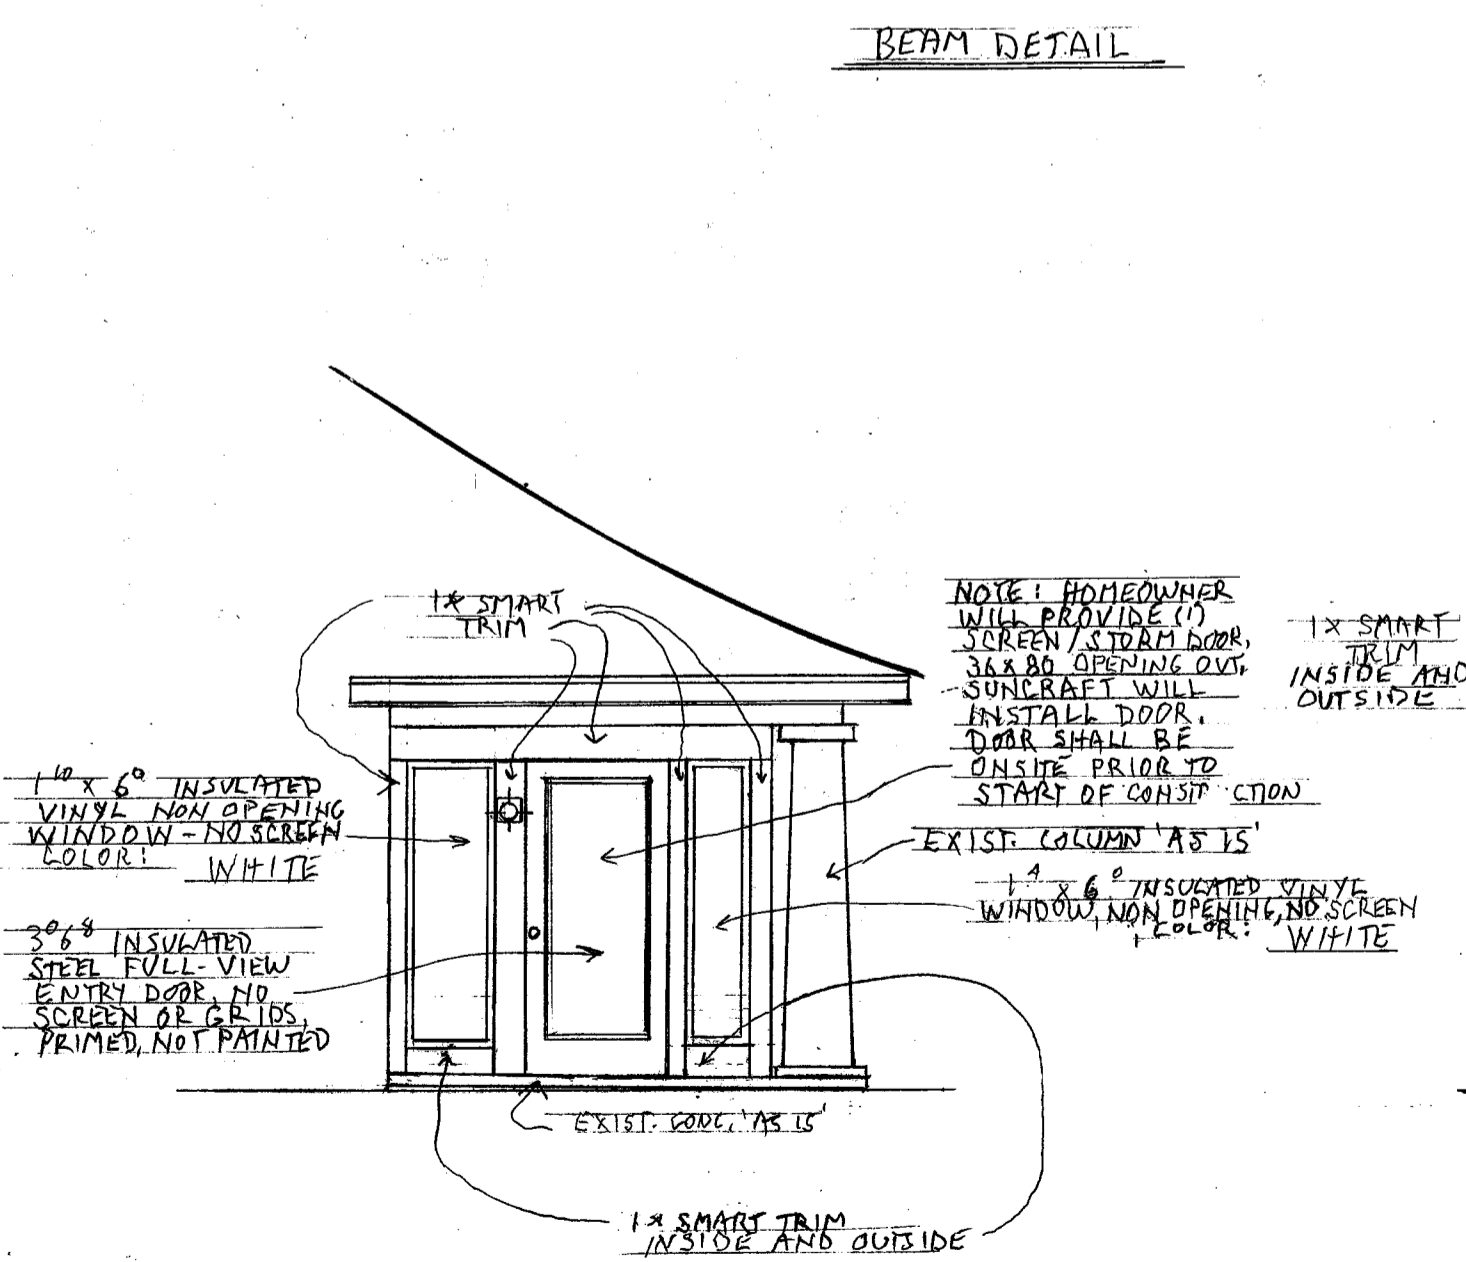 BEAM DETAIL
1X SMART
TRIM
NOTE: HOMEOWNER
WILL PROVIDE (1)
SCREEN/STORM DOOR,
36X80 OPENING OUT.
SUNCRAFT WILL
INSTALL DOOR.
DOOR SHALL BE
ONSITE PRIOR TO
START OF
1X SMART
TRIM
INSIDE AND
OUTSIDE
1¹⁰ X 6⁰ INSULATED
VINYL NON OPENING
WINDOW - NO SCREEN
COLOR:
WHITE
EXIST. COLUMN 'AS IS'
1⁴ X 6⁰ INSULATED VINYL
WINDOW, NON OPENING, NO SCREEN
COLOR: WHITE
3⁰6⁸ INSULATED
STEEL FULL-VIEW
ENTRY DOOR, NO
SCREEN OR GRIDS,
PRIMED, NOT PAINTED
EXIST. CONC. 'AS IS'
1X SMART TRIM
INSIDE AND OUTSIDE